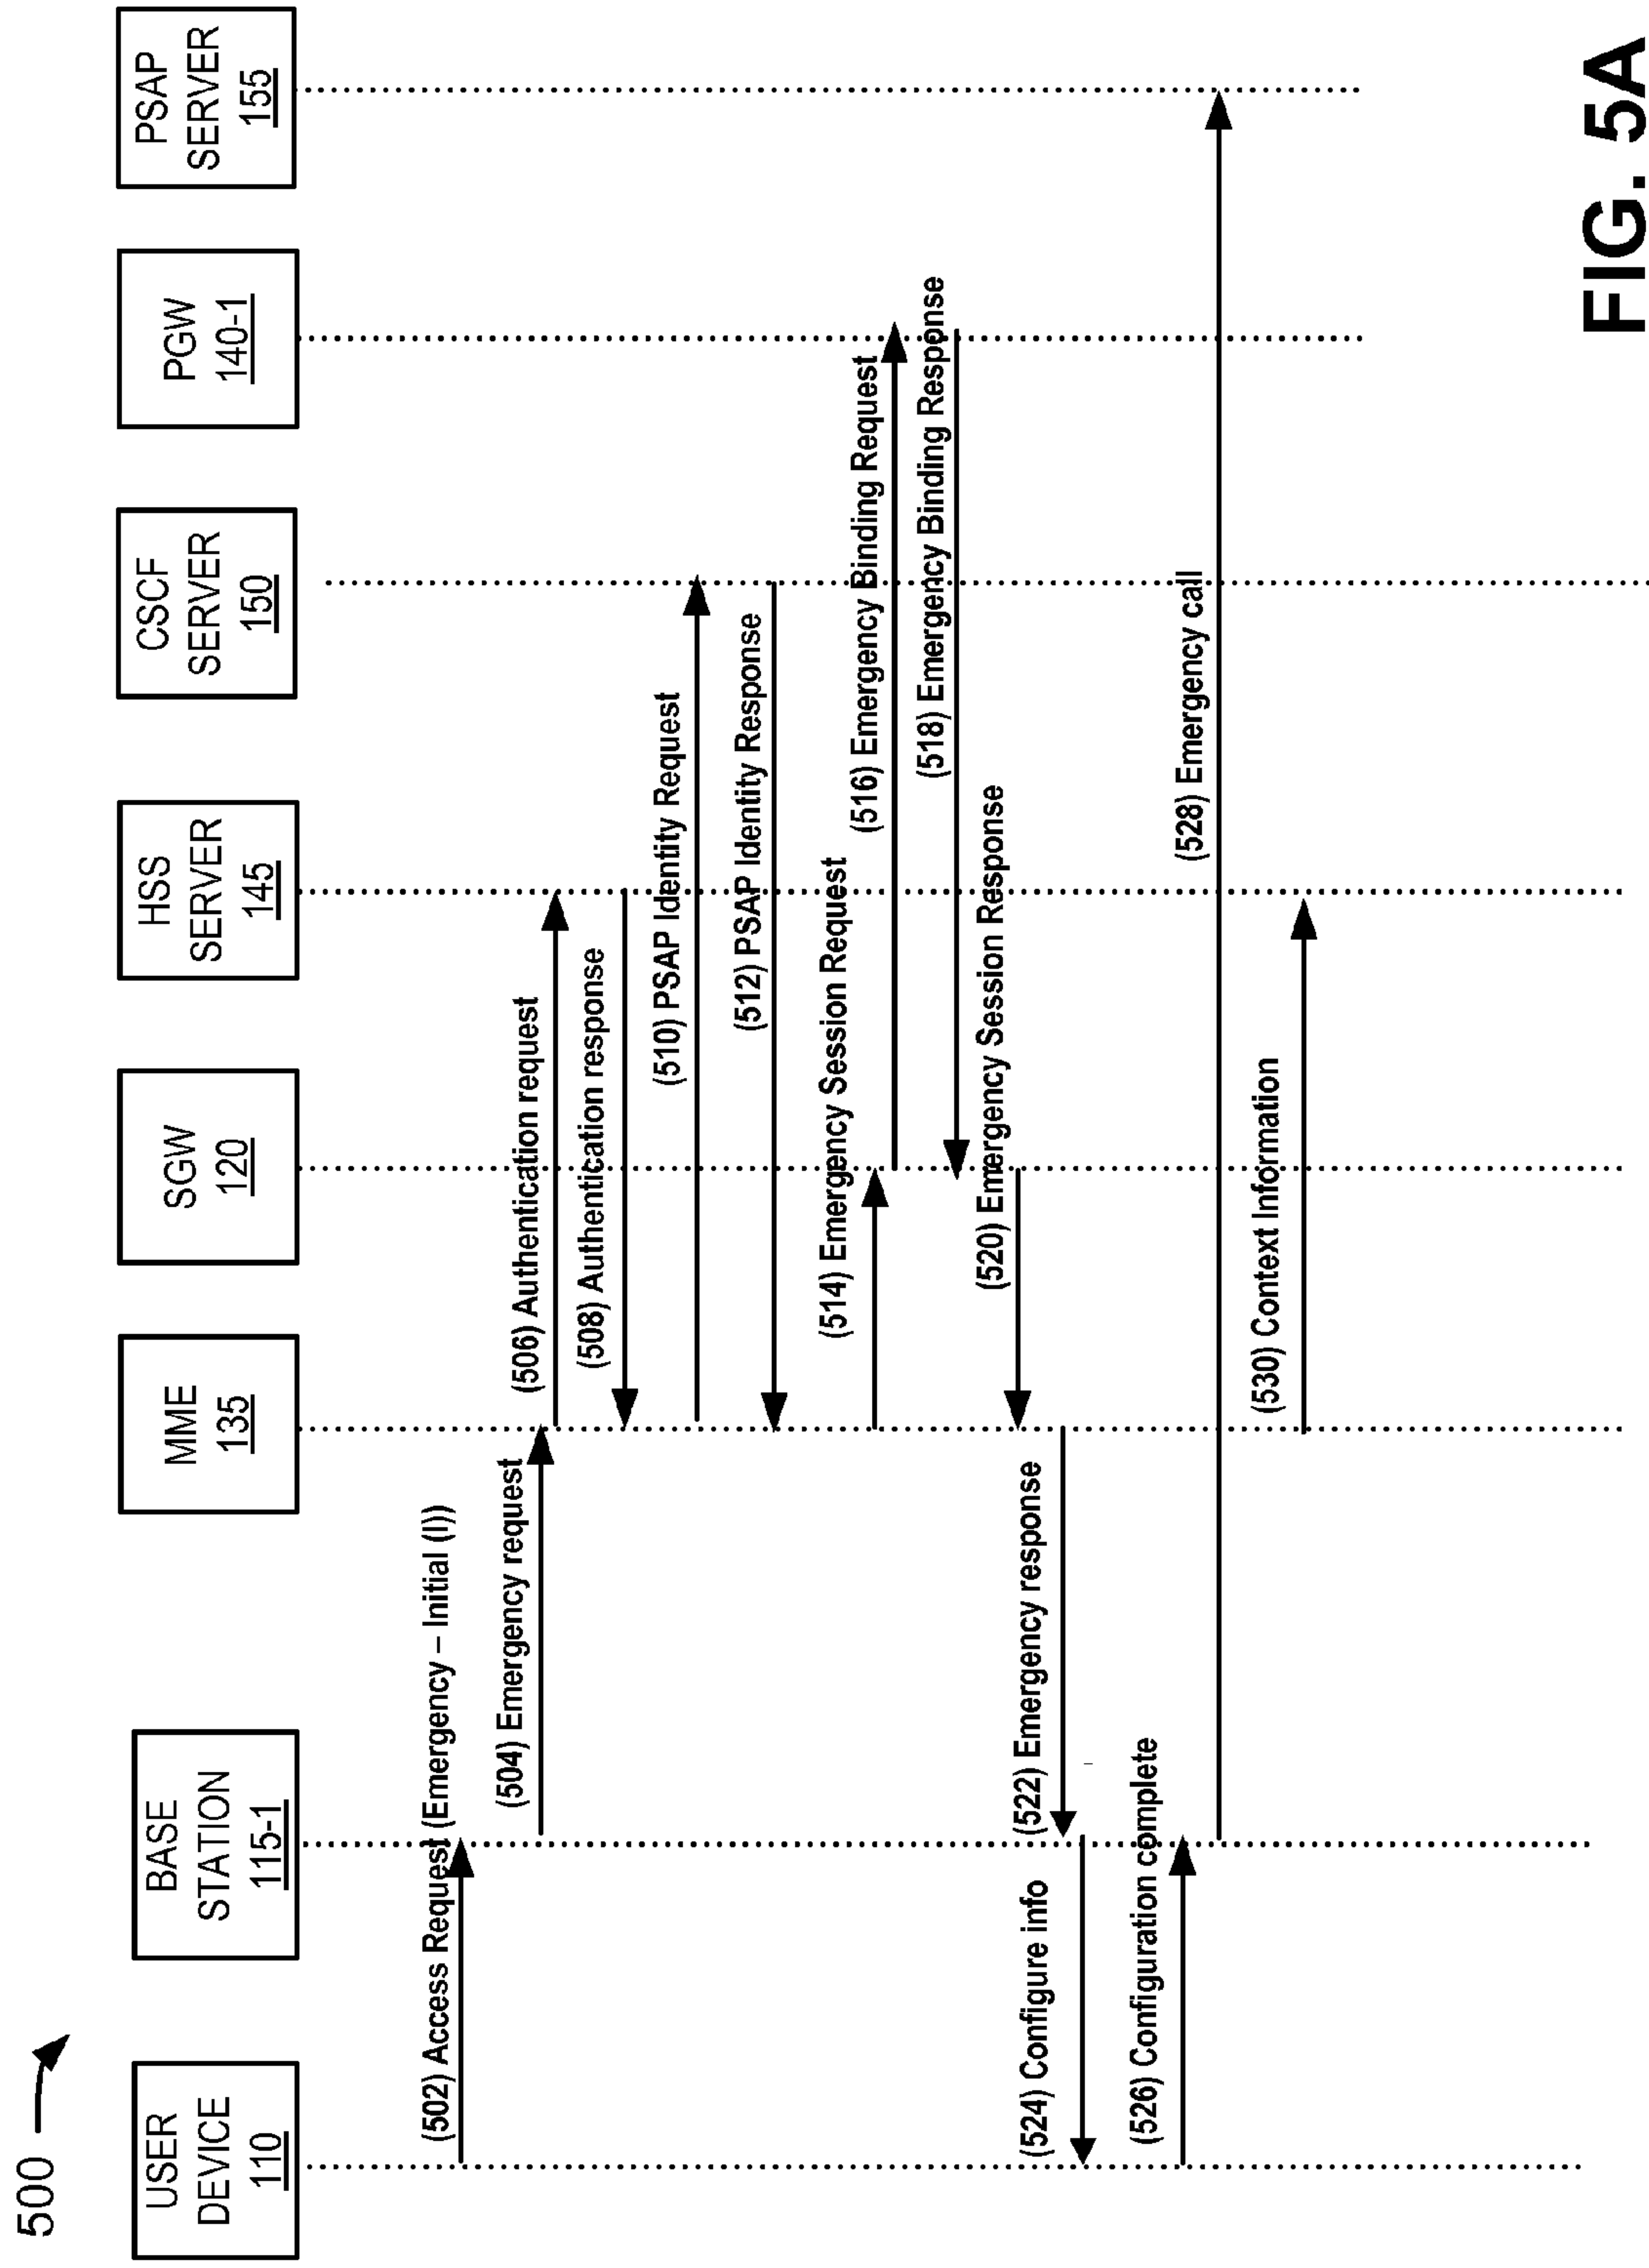 500
USER
DEVICE
110
BASE
STATION
115-1
MME
135
SGW
120
HSS
SERVER
145
CSCF
SERVER
150
PGW
140-1
PSAP
SERVER
155
(502) Access Request (Emergency – Initial (I))
(504) Emergency request
(506) Authentication request
(508) Authentication response
(510) PSAP Identity Request
(512) PSAP Identity Response
(514) Emergency Session Request
(516) Emergency Binding Request
(518) Emergency Binding Response
(520) Emergency Session Response
(522) Emergency response
(524) Configure info
(526) Configuration complete
(528) Emergency call
(530) Context Information
FIG. 5A